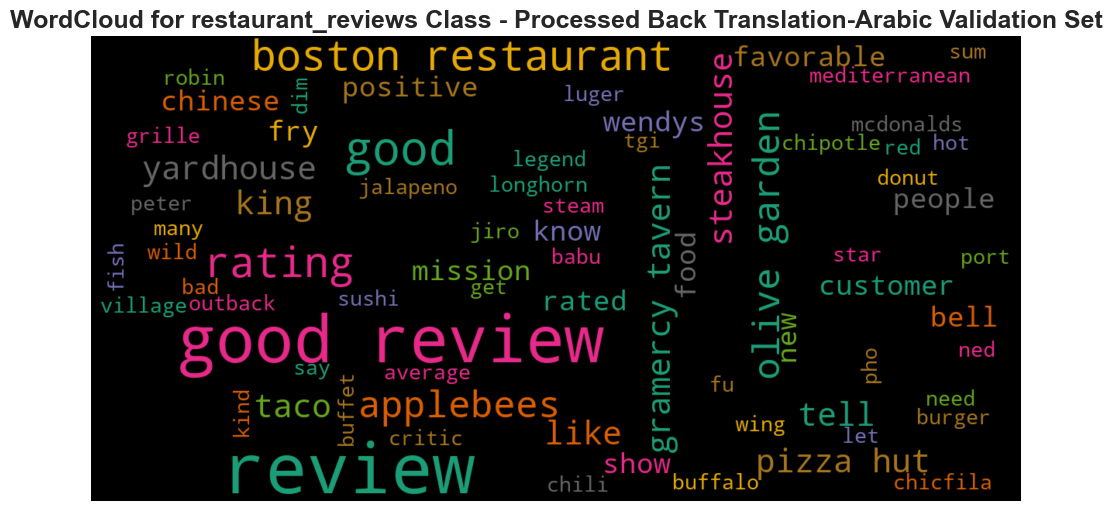 WordCloud for restaurant_reviews Class - Processed Back Translation-Arabic Validation Set
boston restaurant
favorable
sum
robin
mediterranean
chinese
dim
positive
luger
steakhouse
grille
fry
wendys
tgi
mcdonalds
good
chipotle
red
hot
yardhouse
legend
olive garden
jalapeno
longhorn
donut
peter
king
steam
people
many
jiro
know
gramercy tavern
food
wild
rating
babu
star
port
fish
mission
bad
get
customer
village
outback
sushi
rated
new
bell
good review
ned
say
average
pho
kind
taco
buffet
applebees
fu
need
burger
critic
like
wing
tell
let
review
show
pizza hut
chili
buffalo
chicfila